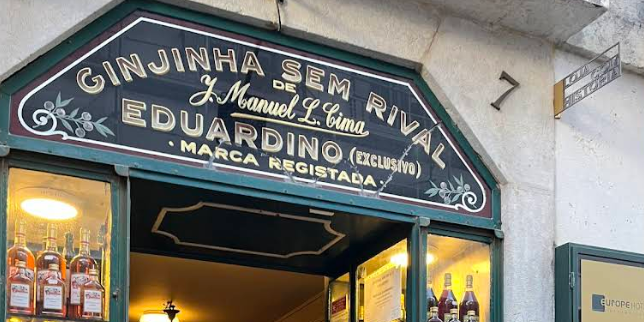 GINJINHA SEM RIVAL
DE
Y. Manuel L. Cima
EDUARDINO (EXCLUSIVO)
· MARCA REGISTADA ·
7
LOJA COM
HISTÓRIA
EUROPE